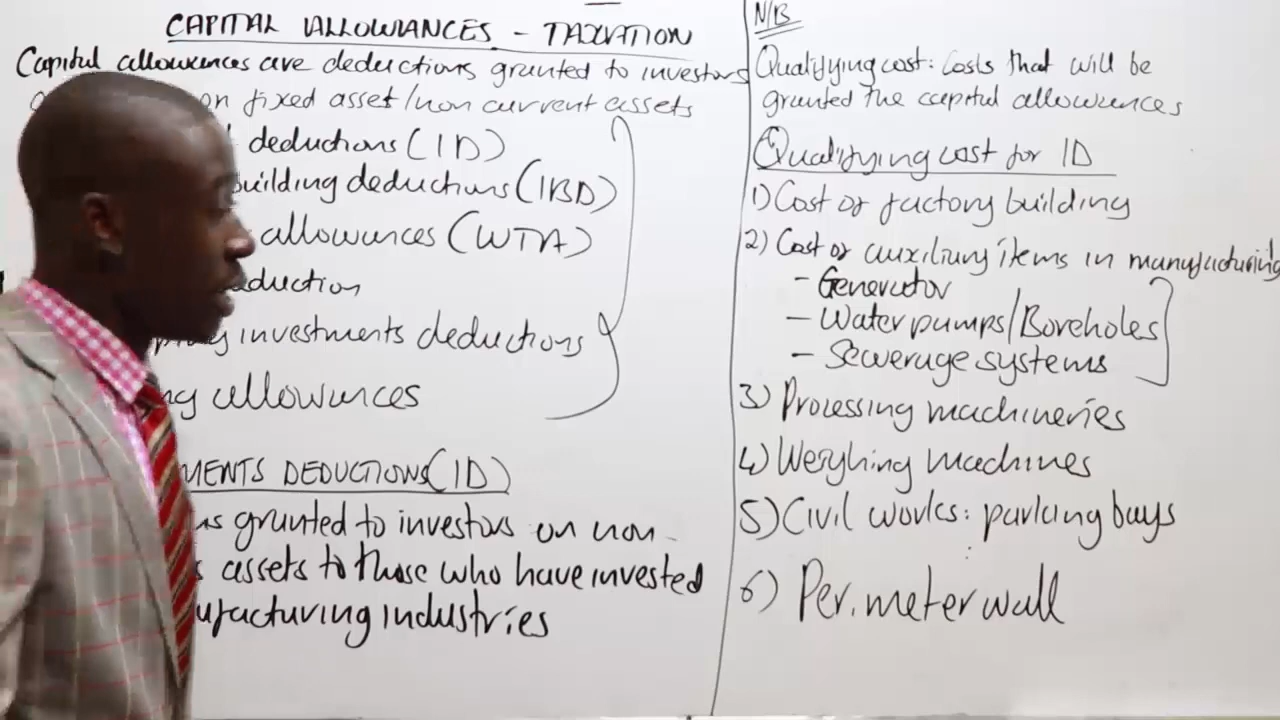 CAPITAL ALLOWANCES - TAXATION
Capital allowances are deductions granted to investors
on fixed asset/non current assets
deductions (ID)
building deductions (IBD)
allowances (WTA)
investments deductions
allowances
DEDUCTIONS (ID)
is granted to investors on non-
assets to those who have invested
industries
N/B
Qualifying cost: Costs that will be
granted the capital allowances
Qualifying cost for ID
1) Cost of factory building
2) Cost of auxiliary items in manufacturing
- Generator
- Water pumps/Boreholes
- Sewerage systems
3) Processing machineries
4) Weighing machines
5) Civil works: parking bays
6) Perimeter wall